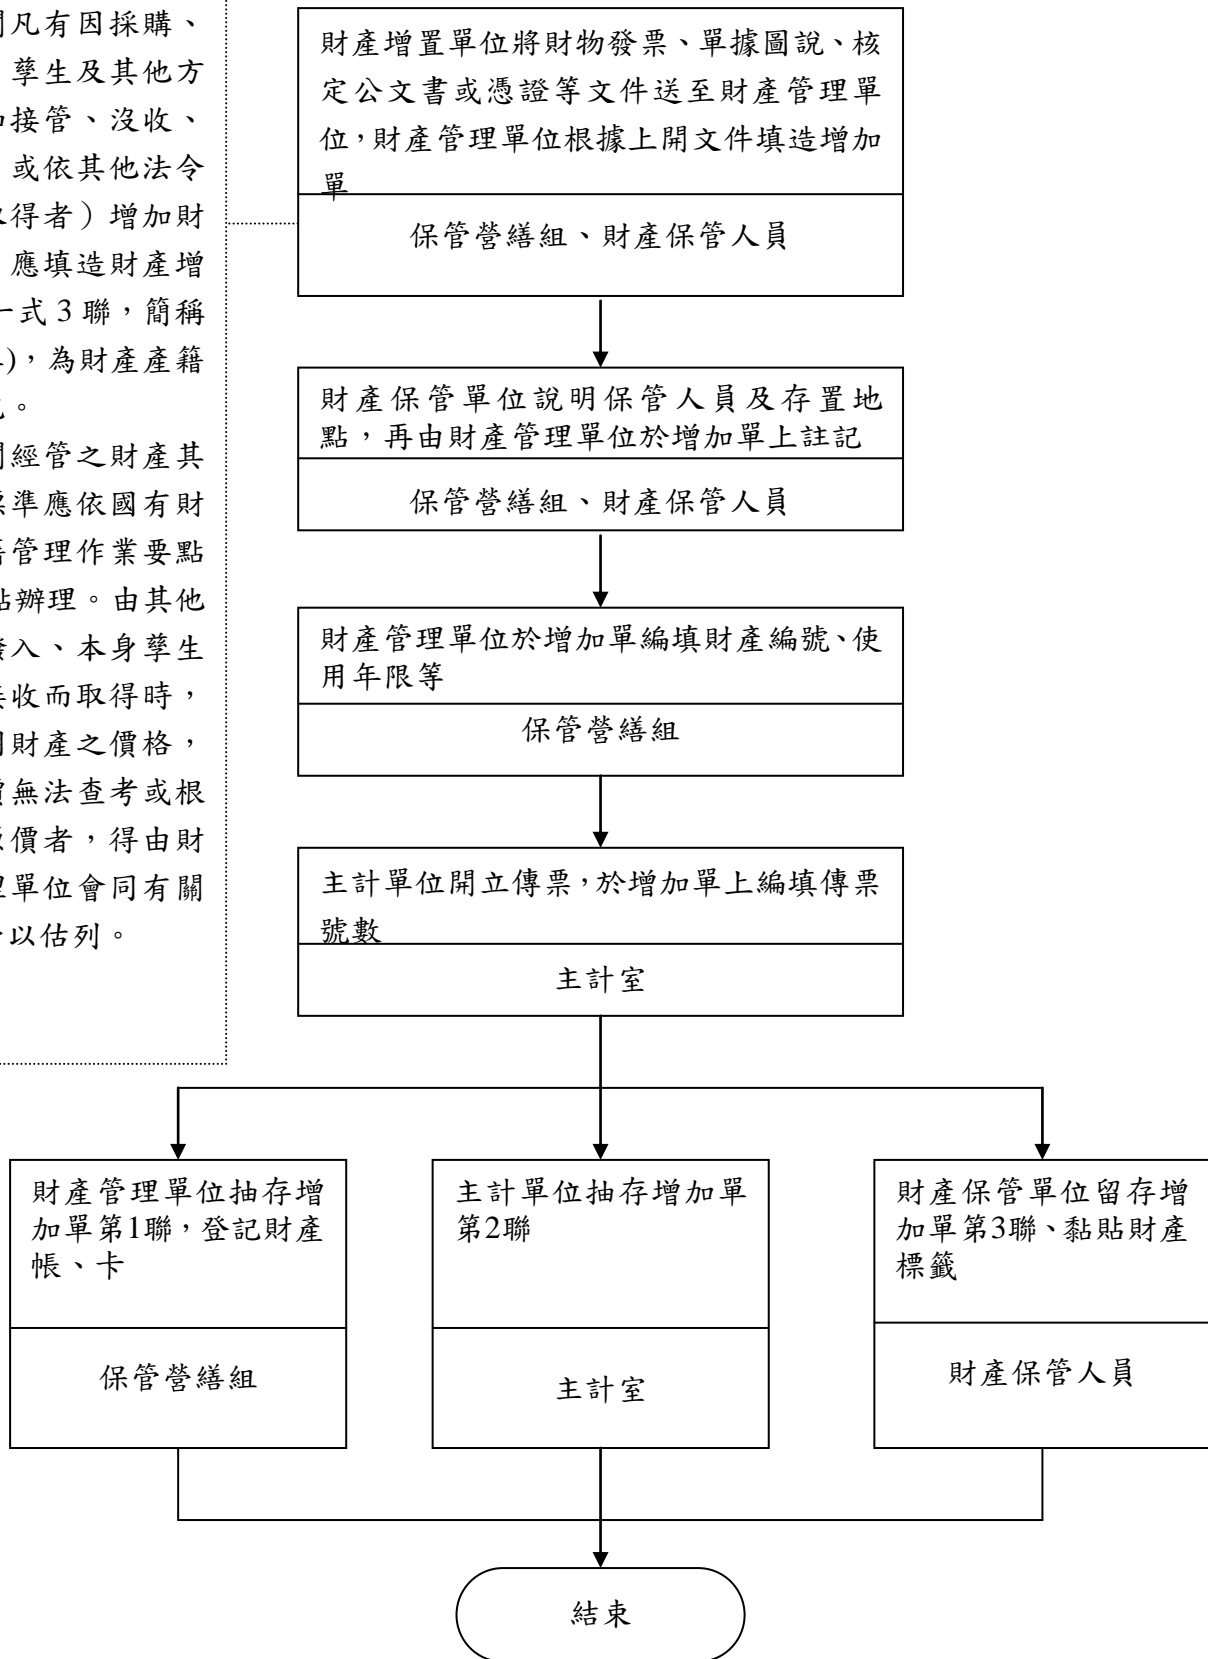 財產增置單位將財物發票、單據圖說、核
定公文書或憑證等文件送至財產管理單
位，財產管理單位根據上開文件填造增加
單
保管營繕組、財產保管人員
凡有因採購、
孳生及其他方
接管、沒收、
或依其他法令
得者）增加財
應填造財產增
一式3聯，簡稱
)，為財產產籍
。
經管之財產其
準應依國有財
管理作業要點
點辦理。由其他
撥入、本身孳生
收而取得時，
財產之價格，
無法查考或根
價者，得由財
理單位會同有關
以估列。
財產保管單位說明保管人員及存置地
點，再由財產管理單位於增加單上註記
保管營繕組、財產保管人員
財產管理單位於增加單編填財產編號、使
用年限等
保管營繕組
主計單位開立傳票，於增加單上編填傳票
號數
主計室
財產管理單位抽存增
加單第1聯，登記財產
帳、卡
保管營繕組
主計單位抽存增加單
第2聯
主計室
財產保管單位留存增
加單第3聯、黏貼財產
標籤
財產保管人員
結束